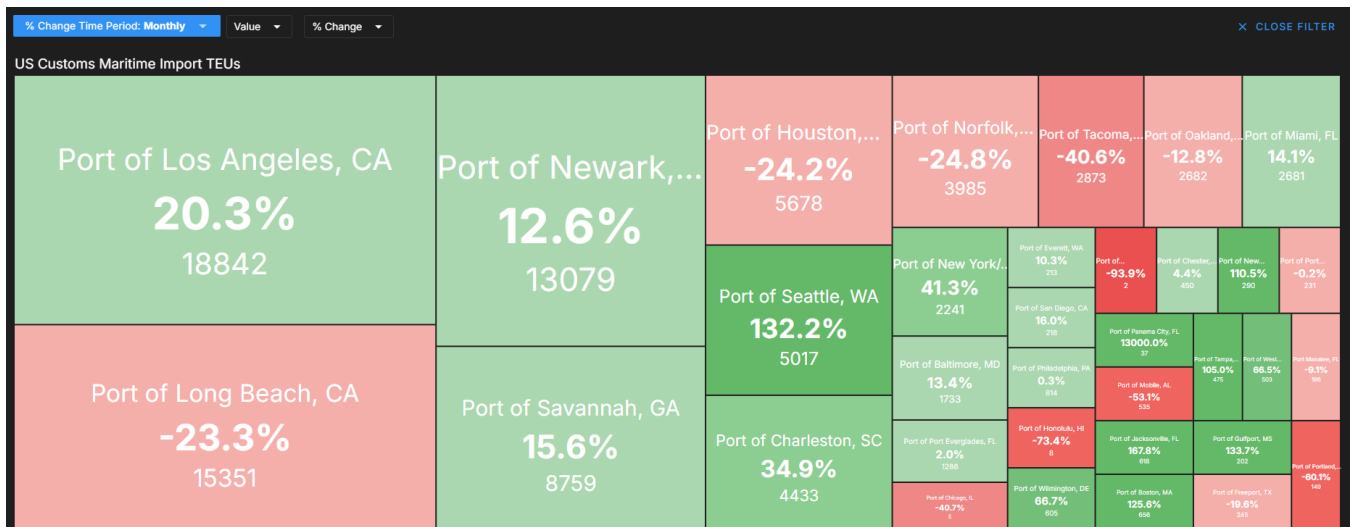 % Change Time Period: Monthly
Value
% Change
CLOSE FILTER
US Customs Maritime Import TEUs
Port of Los Angeles, CA
20.3%
18842
Port of Long Beach, CA
-23.3%
15351
Port of Newark,...
12.6%
13079
Port of Savannah, GA
15.6%
8759
Port of Houston,...
-24.2%
5678
Port of Seattle, WA
132.2%
5017
Port of Charleston, SC
34.9%
4433
Port of Norfolk,...
-24.8%
3985
Port of Tacoma,...
-40.6%
2873
Port of Oakland,...
-12.8%
2682
Port of Miami, FL
14.1%
2681
Port of New York/...
41.3%
2241
Port of Baltimore, MD
13.4%
1733
Port of Port Everglades, FL
2.0%
1286
Port of Chicago, IL
-40.7%
Port of Everett, WA
10.3%
213
Port of San Diego, CA
16.0%
218
Port of Philadelphia, PA
0.3%
814
Port of Honolulu, HI
-73.4%
8
Port of Wilmington, DE
66.7%
605
Port of...
-93.9%
2
Port of Chester,...
4.4%
450
Port of New...
110.5%
290
Port of Port...
-0.2%
231
Port of Panama City, FL
13000.0%
37
Port of Mobile, AL
-53.1%
535
Port of Tampa,...
105.0%
475
Port of West...
66.5%
503
Port Manatee, FL
-9.1%
Port of Jacksonville, FL
167.8%
618
Port of Gulfport, MS
133.7%
202
Port of Boston, MA
125.6%
656
Port of Freeport, TX
-19.6%
245
Port of Portland,...
-60.1%
149